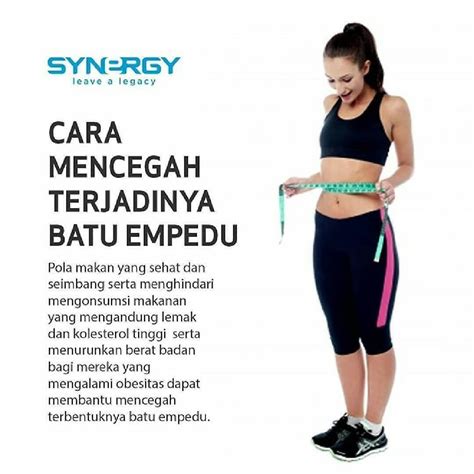 SYNERGY
leave a legacy
CARA
MENCEGAH
TERJADINYA
BATU EMPEDU
Pola makan yang sehat dan
seimbang serta menghindari
mengonsumsi makanan
yang mengandung lemak
dan kolesterol tinggi serta
menurunkan berat badan
bagi mereka yang
mengalami obesitas dapat
membantu mencegah
terbentuknya batu empedu.